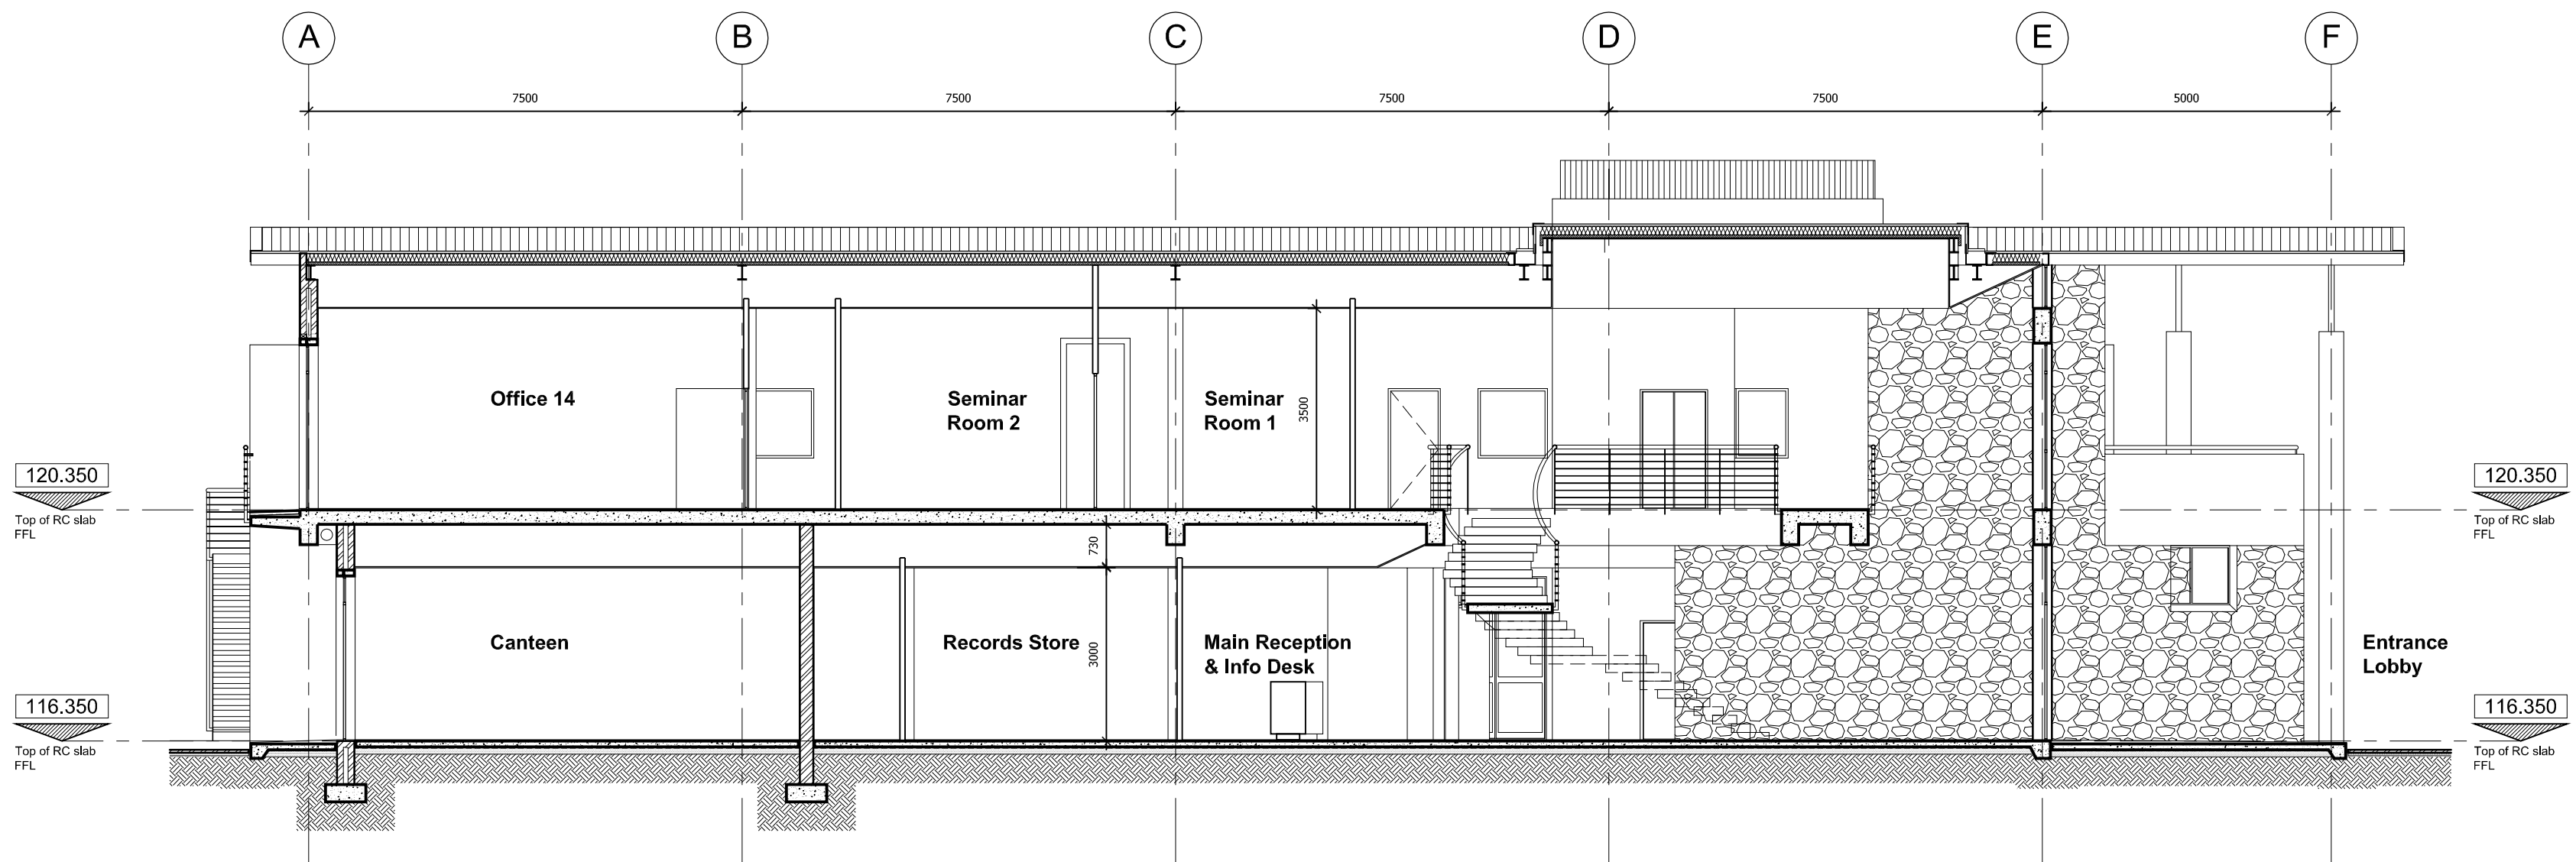 A
B
C
D
E
F
7500
7500
7500
7500
5000
Office 14
Seminar
Room 2
Seminar
Room 1
3500
120.350
Top of RC slab
FFL
120.350
Top of RC slab
FFL
730
Canteen
Records Store
3000
Main Reception
& Info Desk
Entrance
Lobby
116.350
Top of RC slab
FFL
116.350
Top of RC slab
FFL